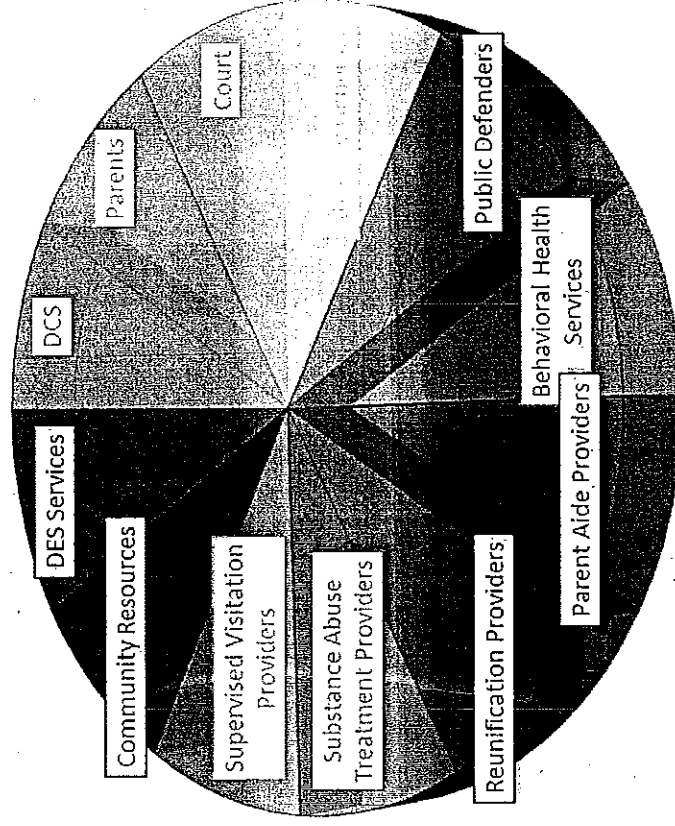 DES Services
DCS
Parents
Community Resources
Court
Supervised Visitation
Providers
Substance Abuse
Treatment Providers
Reunification Providers
Public Defenders
Behavioral Health
Services
Parent Aide Providers